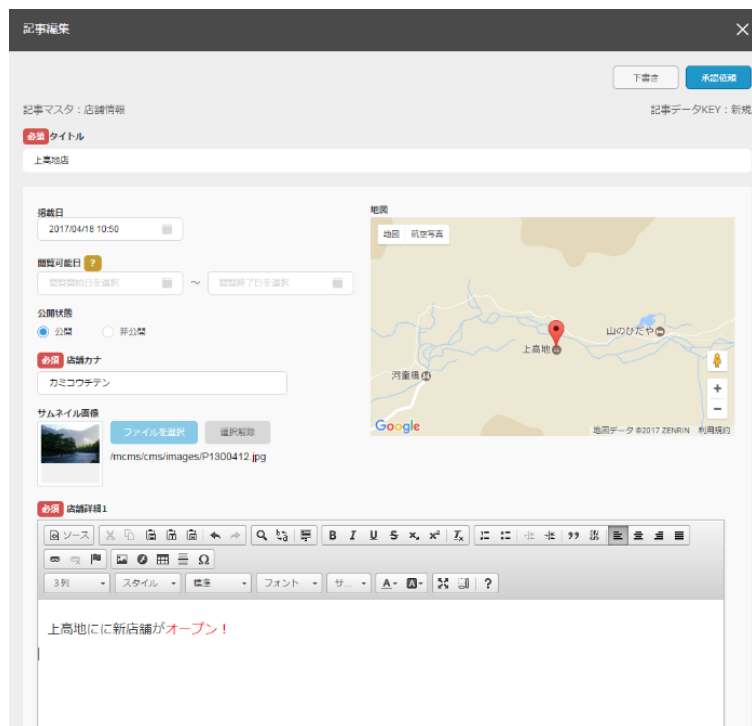 記事編集
下書き 承認依頼
記事マスタ：店舗情報 記事データKEY：新規
必須 タイトル
上高地店
掲載日
2017/04/18 10:50
閲覧可能日 ?
閲覧開始日を選択 ～ 閲覧終了日を選択
公開状態
公開 非公開
必須 店舗カナ
カミコウチテン
サムネイル画像
ファイルを選択 選択解除
/mcms/cms/images/P1300412.jpg
地図
地図 航空写真
山のひだや
上高地
河童橋
+
−
Google 地図データ ©2017 ZENRIN 利用規約
必須 店舗詳細1
ソース B I U S x₂ x² Ix
Ω
3列 スタイル 標準 フォント サ... A A ?
上高地にに新店舗がオープン！